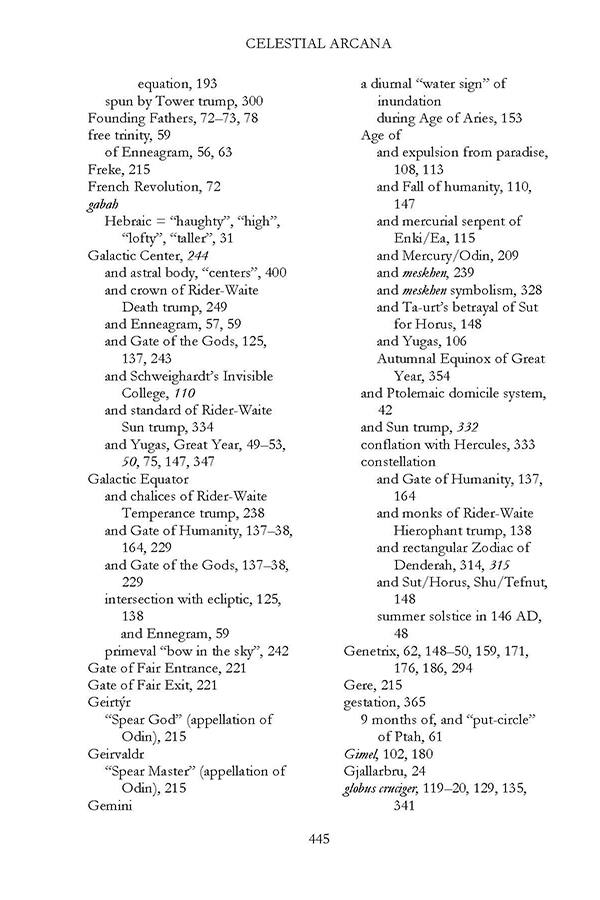 CELESTIAL ARCANA
equation, 193
spun by Tower trump, 300
Founding Fathers, 72–73, 78
free trinity, 59
of Enneagram, 56, 63
Freke, 215
French Revolution, 72
gabah
Hebraic = “haughty”, “high”,
“lofty”, “taller”, 31
Galactic Center, 244
and astral body, “centers”, 400
and crown of Rider-Waite
Death trump, 249
and Enneagram, 57, 59
and Gate of the Gods, 125,
137, 243
and Schweighardt’s Invisible
College, 110
and standard of Rider-Waite
Sun trump, 334
and Yugas, Great Year, 49–53,
50, 75, 147, 347
Galactic Equator
and chalices of Rider-Waite
Temperance trump, 238
and Gate of Humanity, 137–38,
164, 229
and Gate of the Gods, 137–38,
229
intersection with ecliptic, 125,
138
and Ennegram, 59
primeval “bow in the sky”, 242
Gate of Fair Entrance, 221
Gate of Fair Exit, 221
Geirtýr
“Spear God” (appellation of
Odin), 215
Geirvaldr
“Spear Master” (appellation of
Odin), 215
Gemini
a diurnal “water sign” of
inundation
during Age of Aries, 153
Age of
and expulsion from paradise,
108, 113
and Fall of humanity, 110,
147
and mercurial serpent of
Enki/Ea, 115
and Mercury/Odin, 209
and meskhen, 239
and meskhen symbolism, 328
and Ta-urt’s betrayal of Sut
for Horus, 148
and Yugas, 106
Autumnal Equinox of Great
Year, 354
and Ptolemaic domicile system,
42
and Sun trump, 332
conflation with Hercules, 333
constellation
and Gate of Humanity, 137,
164
and monks of Rider-Waite
Hierophant trump, 138
and rectangular Zodiac of
Denderah, 314, 315
and Sut/Horus, Shu/Tefnut,
148
summer solstice in 146 AD,
48
Genetrix, 62, 148–50, 159, 171,
176, 186, 294
Gere, 215
gestation, 365
9 months of, and “put-circle”
of Ptah, 61
Gimel, 102, 180
Gjallarbru, 24
globus cruciger, 119–20, 129, 135,
341
445